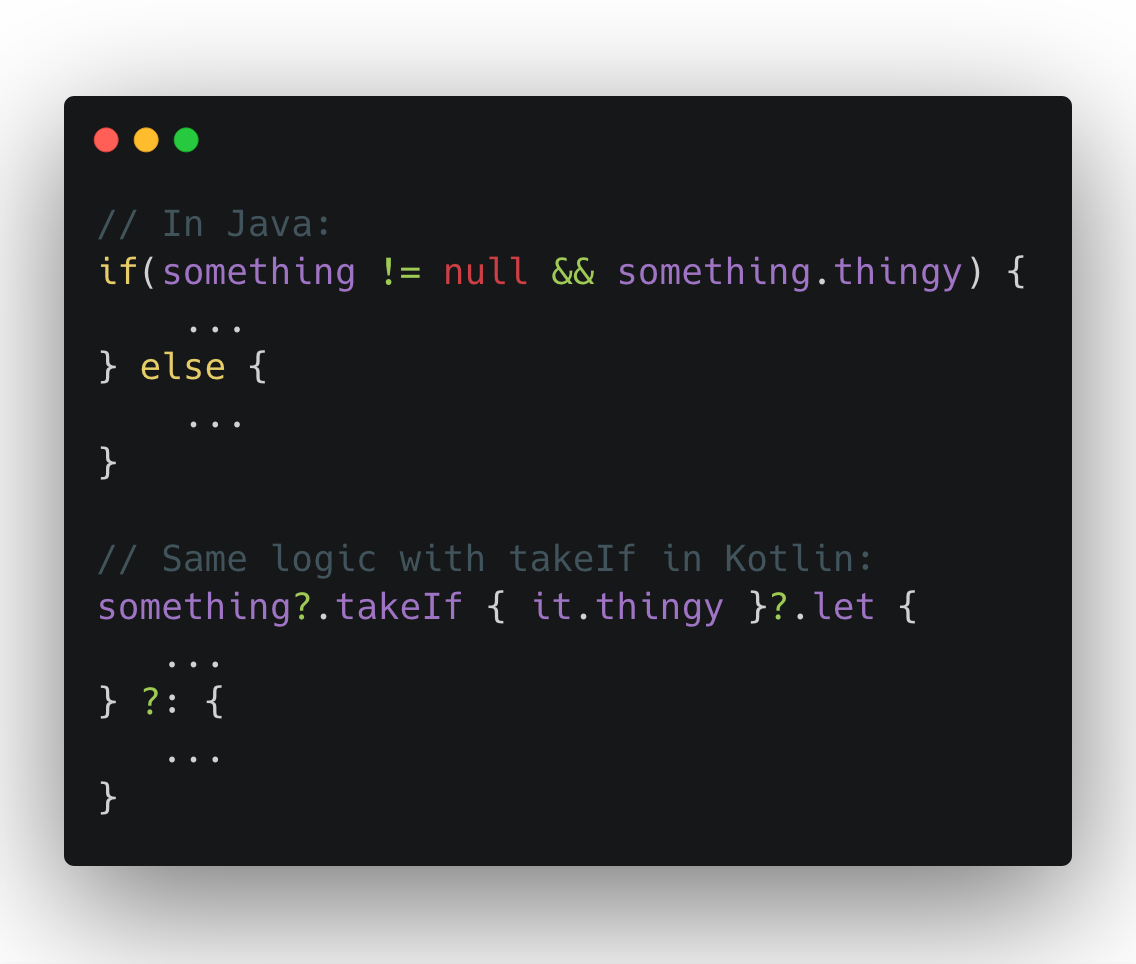 // In Java:
if(something != null && something.thingy) {
    ...
} else {
    ...
}
// Same logic with takeIf in Kotlin:
something?.takeIf { it.thingy }?.let {
   ...
} ?: {
   ...
}